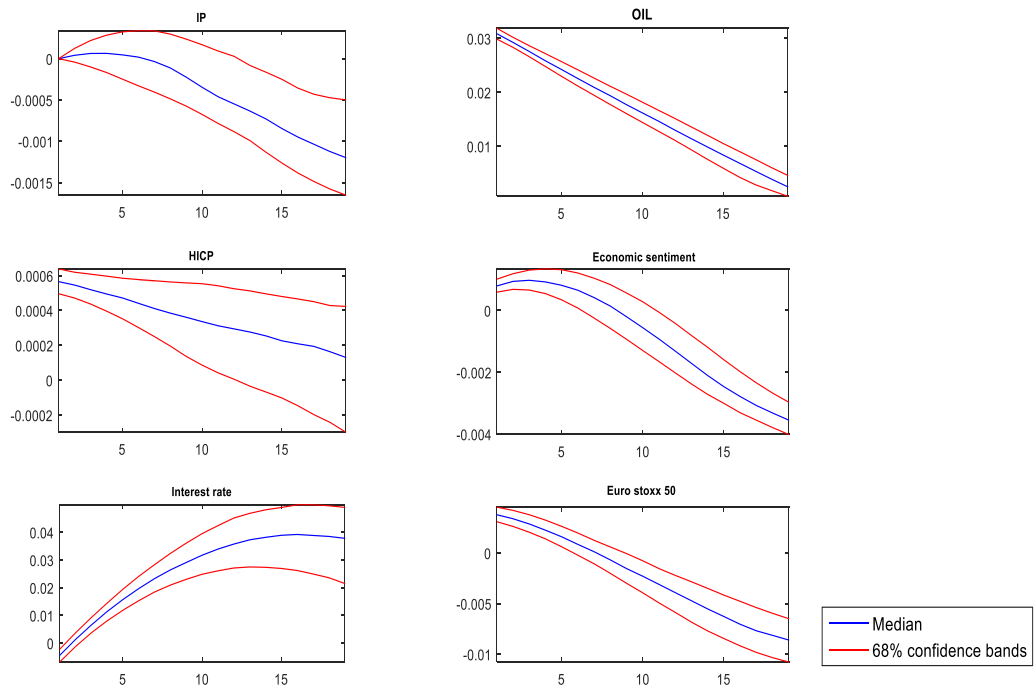 IP
0
-0.0005
-0.001
-0.0015
5 10 15
OIL
0.03
0.02
0.01
5 10 15
HICP
0.0006
0.0004
0.0002
0
-0.0002
5 10 15
Economic sentiment
0
-0.002
-0.004
5 10 15
Interest rate
0.04
0.03
0.02
0.01
0
5 10 15
Euro stoxx 50
0
-0.005
-0.01
5 10 15
Median
68% confidence bands